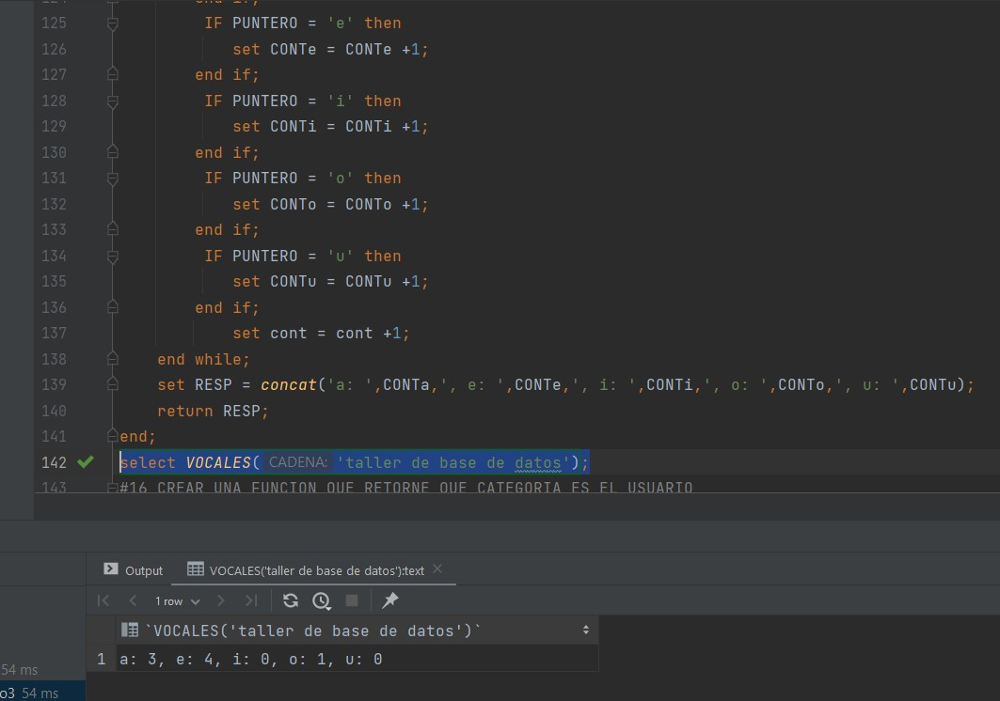 124 end if;
125 IF PUNTERO = 'e' then
126 set CONTe = CONTe +1;
127 end if;
128 IF PUNTERO = 'i' then
129 set CONTi = CONTi +1;
130 end if;
131 IF PUNTERO = 'o' then
132 set CONTo = CONTo +1;
133 end if;
134 IF PUNTERO = 'u' then
135 set CONTu = CONTu +1;
136 end if;
137 set cont = cont +1;
138 end while;
139 set RESP = concat('a: ',CONTa,', e: ',CONTe,', i: ',CONTi,', o: ',CONTo,', u: ',CONTu);
140 return RESP;
141 end;
142 select VOCALES( CADENA: 'taller de base de datos');
143 #16 CREAR UNA FUNCION QUE RETORNE QUE CATEGORIA ES EL USUARIO
Output VOCALES('taller de base de datos'):text
1 row
`VOCALES('taller de base de datos')`
1 a: 3, e: 4, i: 0, o: 1, u: 0
54 ms
o3 54 ms